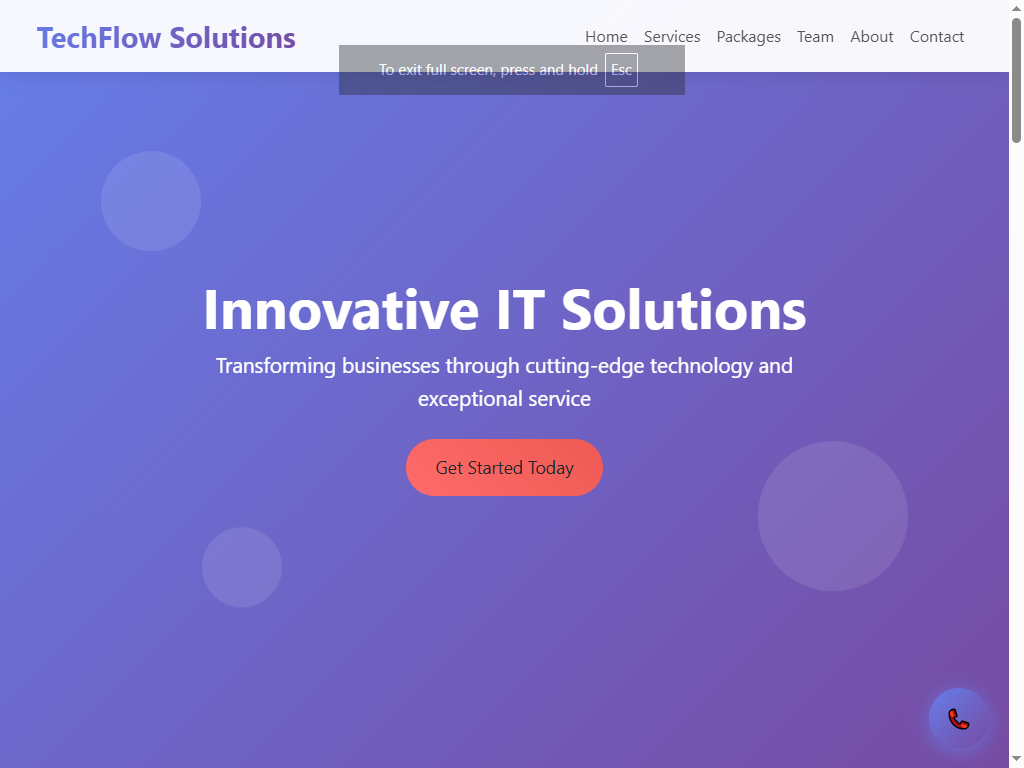 TechFlow Solutions
Home Services Packages Team About Contact
To exit full screen, press and hold Esc
Innovative IT Solutions
Transforming businesses through cutting-edge technology and
exceptional service
Get Started Today